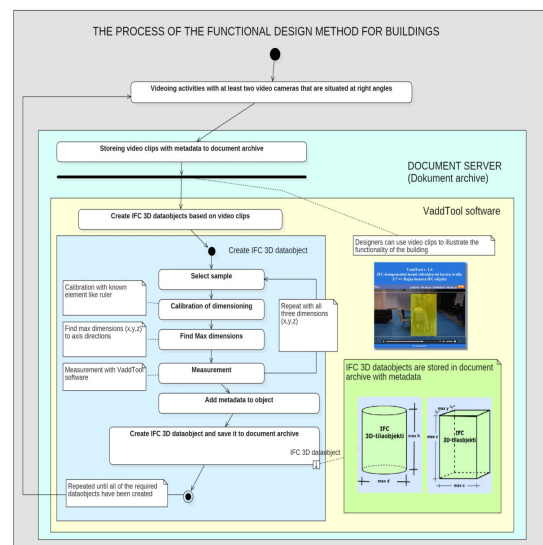 THE PROCESS OF THE FUNCTIONAL DESIGN METHOD FOR BUILDINGS
Videoing activities with at least two video cameras that are situated at right angles
Storeing video clips with metadata to document archive
DOCUMENT SERVER
(Dokument archive)
VaddTool software
Create IFC 3D dataobjects based on video clips
Designers can use video clips to illustrate
the functionality of the building
Create IFC 3D dataobject
Select sample
Calibration with known
element like ruler
Calibration of dimensioning
Repeat with all
three dimensions
(x,y,z)
Find max dimensions (x,y,z)
to axis directions
Find Max dimensions
Measurement with VaddTool
software
Measurement
Add metadata to object
Create IFC 3D dataobject and save it to document archive
IFC 3D dataobject
Repeated until all of the required
dataobjects have been created
VaddTool v. 1.0
IFC 3D dataobjects are stored in document
archive with metadata
IFC
3D-tilaobjekti
max h
max d
max y
IFC
3D-tilaobjekti
max z
max x